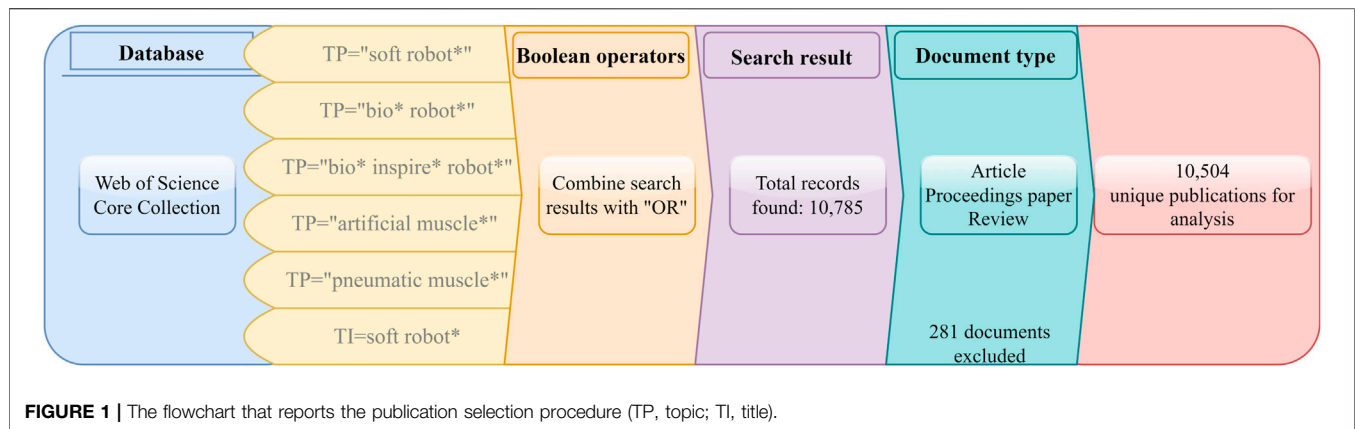 Database
Web of Science
Core Collection
TP="soft robot*"
TP="bio* robot*"
TP="bio* inspire* robot*"
TP="artificial muscle*"
TP="pneumatic muscle*"
TI=soft robot*
Boolean operators
Combine search
results with "OR"
Search result
Total records
found: 10,785
Document type
Article
Proceedings paper
Review
281 documents
excluded
10,504
unique publications for
analysis
FIGURE 1 | The flowchart that reports the publication selection procedure (TP, topic; TI, title).